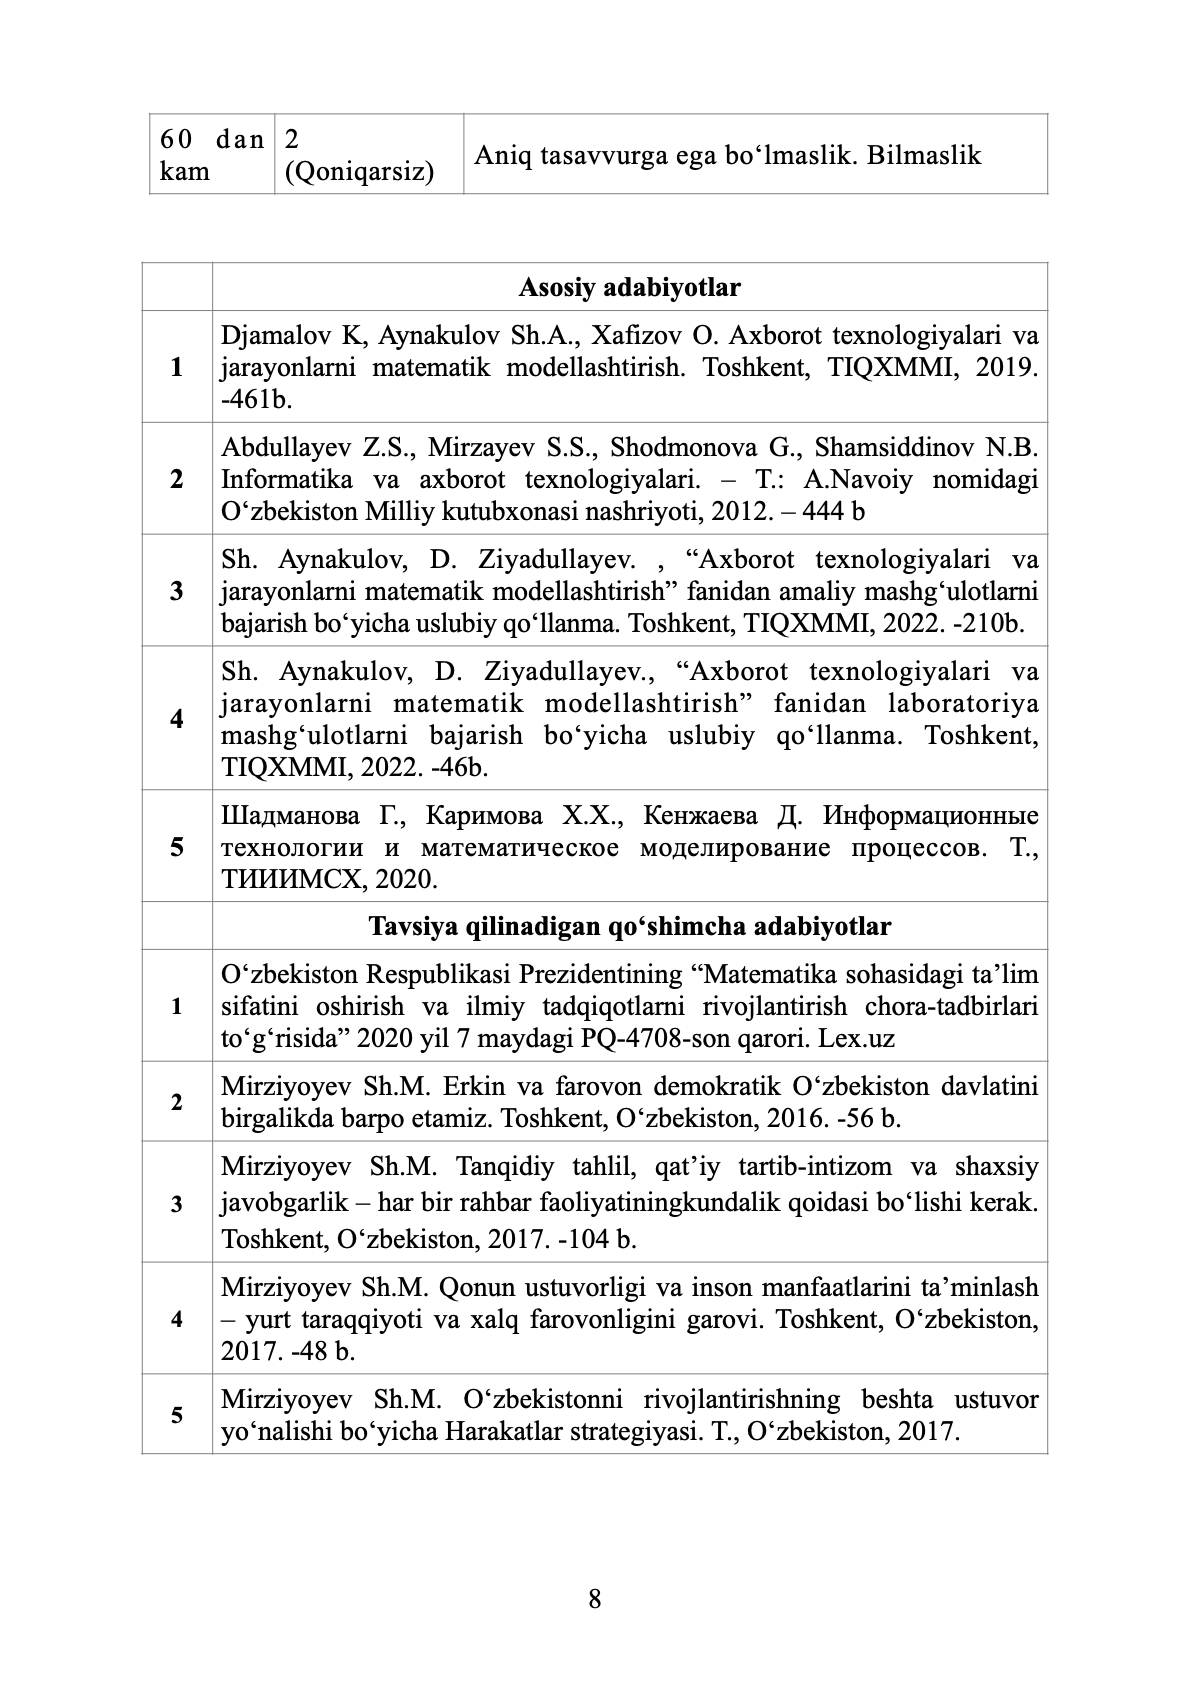 60 dan
kam
2
(Qoniqarsiz)
Aniq tasavvurga ega bo‘lmaslik. Bilmaslik
Asosiy adabiyotlar
1
Djamalov K, Aynakulov Sh.A., Xafizov O. Axborot texnologiyalari va
jarayonlarni matematik modellashtirish. Toshkent, TIQXMMI, 2019.
-461b.
2
Abdullayev Z.S., Mirzayev S.S., Shodmonova G., Shamsiddinov N.B.
Informatika va axborot texnologiyalari. – T.: A.Navoiy nomidagi
O‘zbekiston Milliy kutubxonasi nashriyoti, 2012. – 444 b
3
Sh. Aynakulov, D. Ziyadullayev. , “Axborot texnologiyalari va
jarayonlarni matematik modellashtirish” fanidan amaliy mashg‘ulotlarni
bajarish bo‘yicha uslubiy qo‘llanma. Toshkent, TIQXMMI, 2022. -210b.
4
Sh. Aynakulov, D. Ziyadullayev., “Axborot texnologiyalari va
jarayonlarni matematik modellashtirish” fanidan laboratoriya
mashg‘ulotlarni bajarish bo‘yicha uslubiy qo‘llanma. Toshkent,
TIQXMMI, 2022. -46b.
5
Шадманова Г., Каримова Х.Х., Кенжаева Д. Информационные
технологии и математическое моделирование процессов. Т.,
ТИИИМСХ, 2020.
Tavsiya qilinadigan qo‘shimcha adabiyotlar
1
O‘zbekiston Respublikasi Prezidentining “Matematika sohasidagi ta’lim
sifatini oshirish va ilmiy tadqiqotlarni rivojlantirish chora-tadbirlari
to‘g‘risida” 2020 yil 7 maydagi PQ-4708-son qarori. Lex.uz
2
Mirziyoyev Sh.M. Erkin va farovon demokratik O‘zbekiston davlatini
birgalikda barpo etamiz. Toshkent, O‘zbekiston, 2016. -56 b.
3
Mirziyoyev Sh.M. Tanqidiy tahlil, qat’iy tartib-intizom va shaxsiy
javobgarlik – har bir rahbar faoliyatiningkundalik qoidasi bo‘lishi kerak.
Toshkent, O‘zbekiston, 2017. -104 b.
4
Mirziyoyev Sh.M. Qonun ustuvorligi va inson manfaatlarini ta’minlash
– yurt taraqqiyoti va xalq farovonligini garovi. Toshkent, O‘zbekiston,
2017. -48 b.
5
Mirziyoyev Sh.M. O‘zbekistonni rivojlantirishning beshta ustuvor
yo‘nalishi bo‘yicha Harakatlar strategiyasi. T., O‘zbekiston, 2017.
8